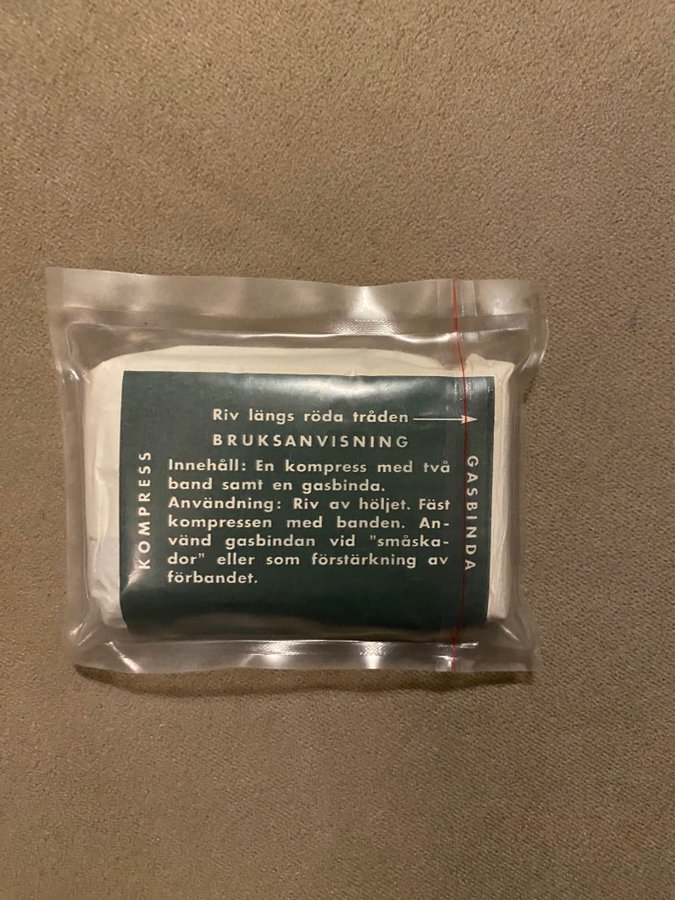 Riv längs röda tråden
BRUKSANVISNING
Innehåll: En kompress med två
band samt en gasbinda.
Användning: Riv av höljet. Fäst
kompressen med banden. An-
vänd gasbindan vid ”småska-
dor” eller som förstärkning av
förbandet.
KOMPRESS
GASBINDA